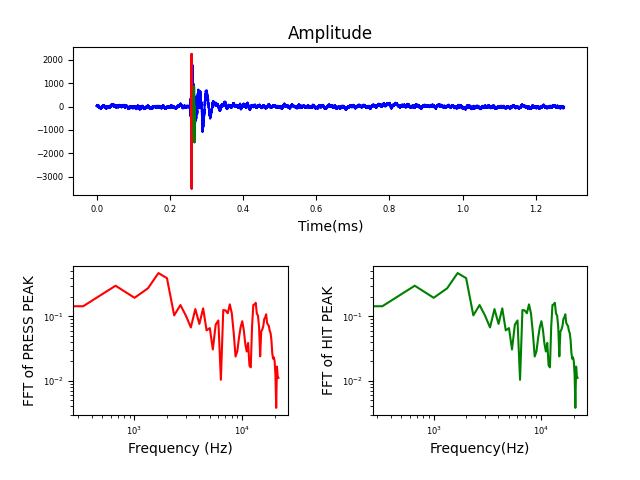 Amplitude
2000
1000
0
−1000
−2000
−3000
0.0 0.2 0.4 0.6 0.8 1.0 1.2
Time(ms)
FFT of PRESS PEAK
10⁻¹
10⁻²
10³ 10⁴
Frequency (Hz)
FFT of HIT PEAK
10⁻¹
10⁻²
10³ 10⁴
Frequency(Hz)